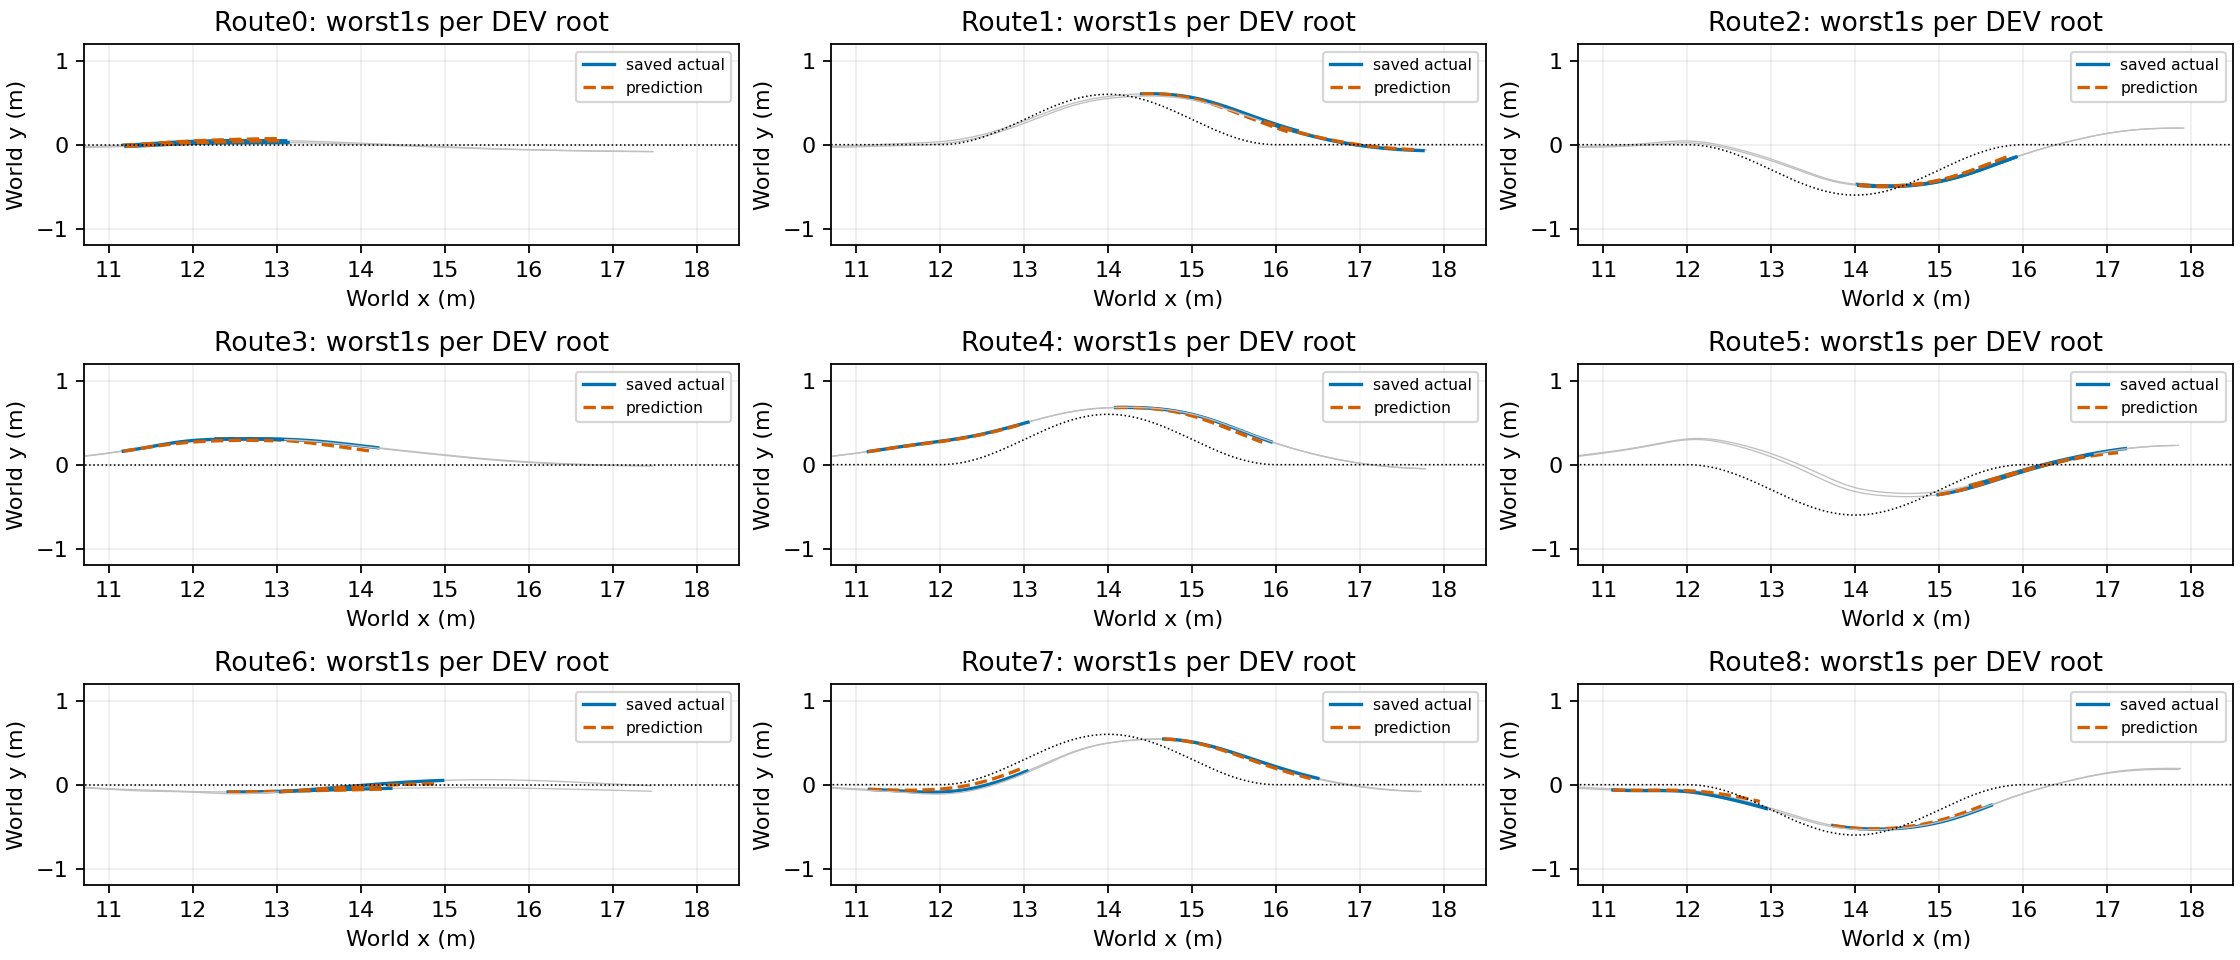 Route0: worst1s per DEV root
World y (m)
1
0
−1
saved actual
prediction
11 12 13 14 15 16 17 18
World x (m)
Route1: worst1s per DEV root
World y (m)
1
0
−1
saved actual
prediction
11 12 13 14 15 16 17 18
World x (m)
Route2: worst1s per DEV root
World y (m)
1
0
−1
saved actual
prediction
11 12 13 14 15 16 17 18
World x (m)
Route3: worst1s per DEV root
World y (m)
1
0
−1
saved actual
prediction
11 12 13 14 15 16 17 18
World x (m)
Route4: worst1s per DEV root
World y (m)
1
0
−1
saved actual
prediction
11 12 13 14 15 16 17 18
World x (m)
Route5: worst1s per DEV root
World y (m)
1
0
−1
saved actual
prediction
11 12 13 14 15 16 17 18
World x (m)
Route6: worst1s per DEV root
World y (m)
1
0
−1
saved actual
prediction
11 12 13 14 15 16 17 18
World x (m)
Route7: worst1s per DEV root
World y (m)
1
0
−1
saved actual
prediction
11 12 13 14 15 16 17 18
World x (m)
Route8: worst1s per DEV root
World y (m)
1
0
−1
saved actual
prediction
11 12 13 14 15 16 17 18
World x (m)